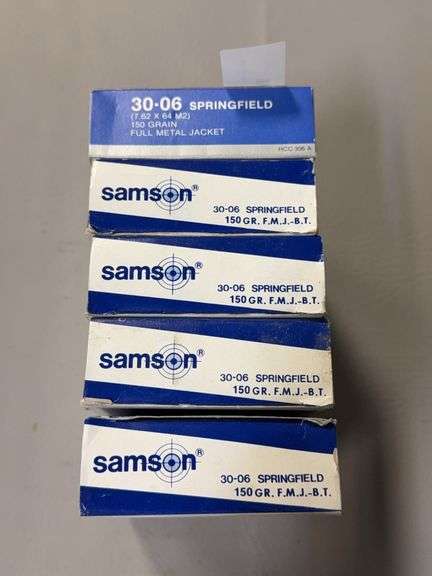 30-06 SPRINGFIELD
(7.62 X 64 M2)
150 GRAIN
FULL METAL JACKET
samson®
30-06 SPRINGFIELD
150 GR. F.M.J.-B.T.
samson®
30-06 SPRINGFIELD
150 GR. F.M.J.-B.T.
samson®
30-06 SPRINGFIELD
150 GR. F.M.J.-B.T.
samson®
30-06 SPRINGFIELD
150 GR. F.M.J.-B.T.